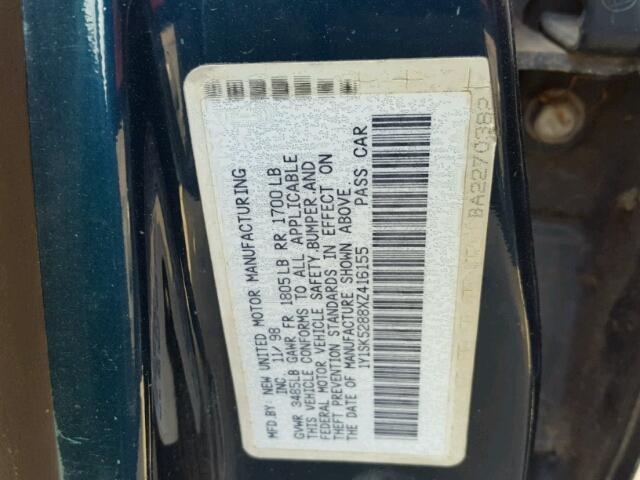 MFD.BY: NEW UNITED MOTOR MANUFACTURING
INC. 11/98
GVWR 3485LB GAWR FR 1805LB RR 1700LB
THIS VEHICLE CONFORMS TO ALL APPLICABLE
FEDERAL MOTOR VEHICLE SAFETY,BUMPER,AND
THEFT PREVENTION STANDARDS IN EFFECT ON
THE DATE OF MANUFACTURE SHOWN ABOVE.
1Y1SK5288XZ416155 PASS CAR
BA2270382